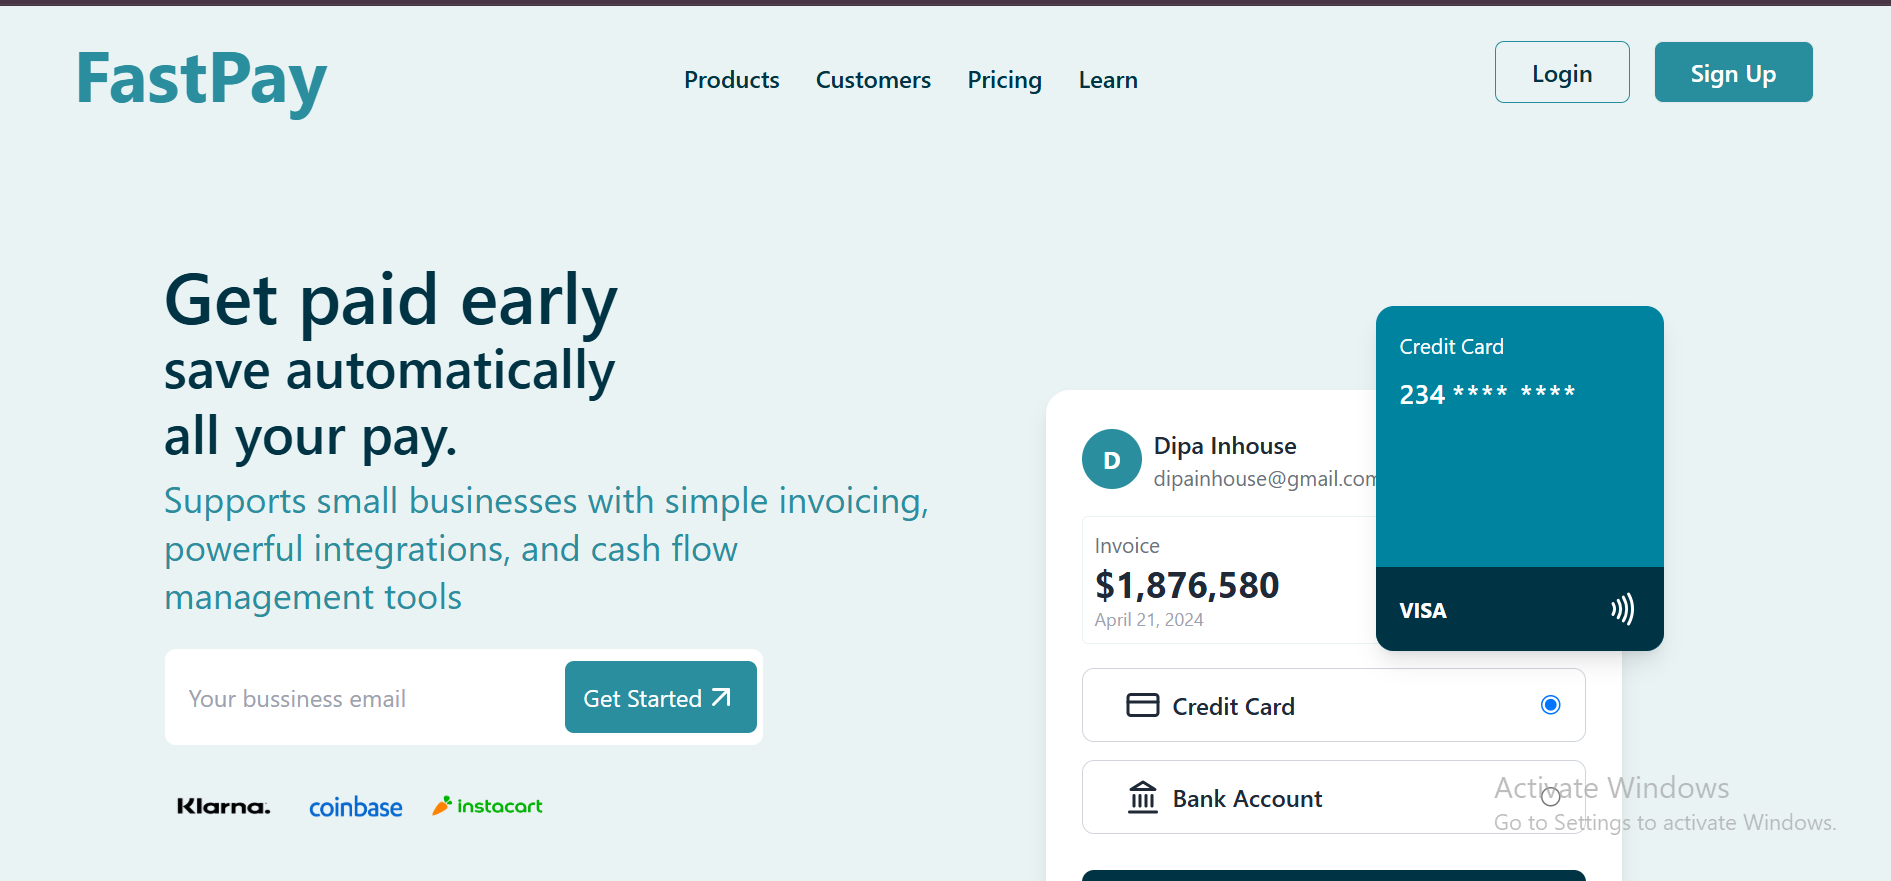 FastPay
Products Customers Pricing Learn
Login
Sign Up
Get paid early
save automatically
all your pay.
Supports small businesses with simple invoicing,
powerful integrations, and cash flow
management tools
Your bussiness email
Get Started
Klarna.
coinbase
instacart
Credit Card
234 **** ****
VISA
D
Dipa Inhouse
dipainhouse@gmail.com
Invoice
$1,876,580
April 21, 2024
Credit Card
Bank Account
Activate Windows
Go to Settings to activate Windows.